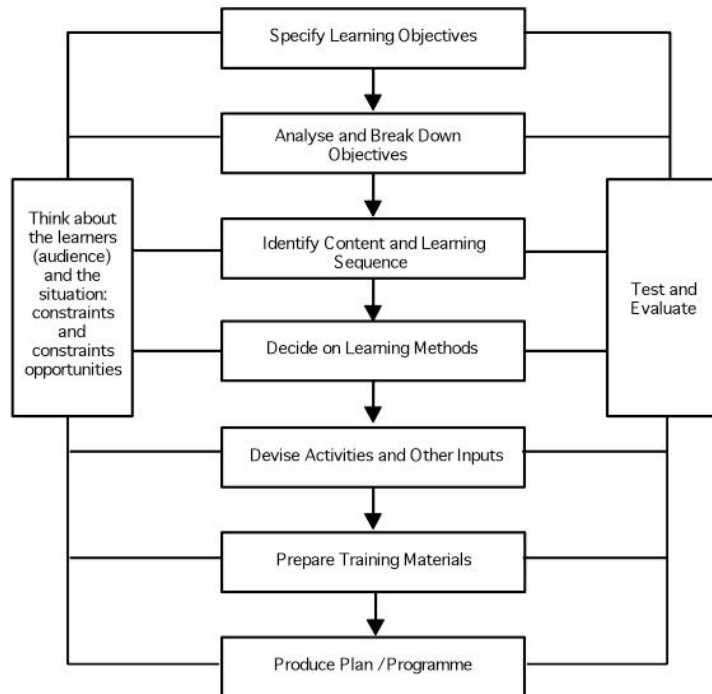 Specify Learning Objectives
Analyse and Break Down
Objectives
Think about
the learners
(audience)
and the
situation:
constraints
and
constraints
opportunities
Identify Content and Learning
Sequence
Test and
Evaluate
Decide on Learning Methods
Devise Activities and Other Inputs
Prepare Training Materials
Produce Plan /Programme